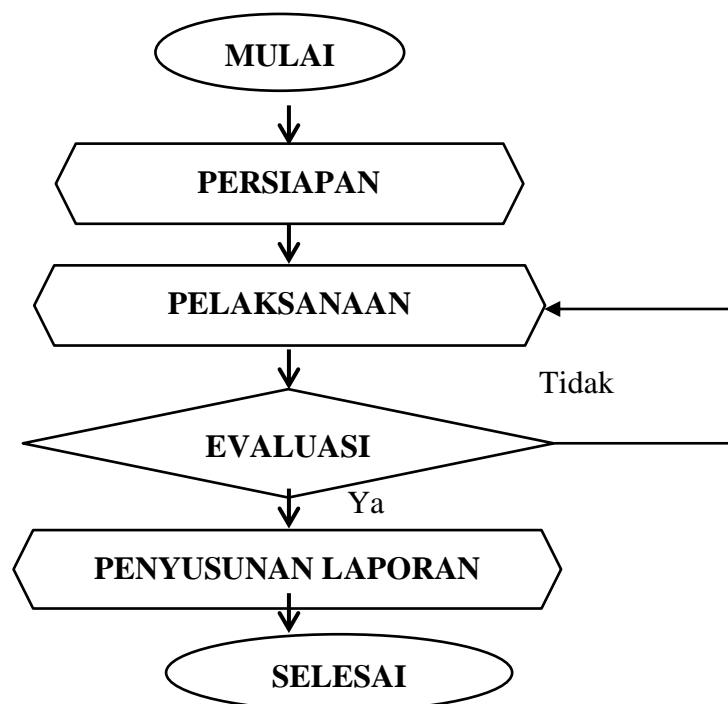 MULAI
PERSIAPAN
PELAKSANAAN
Tidak
EVALUASI
Ya
PENYUSUNAN LAPORAN
SELESAI